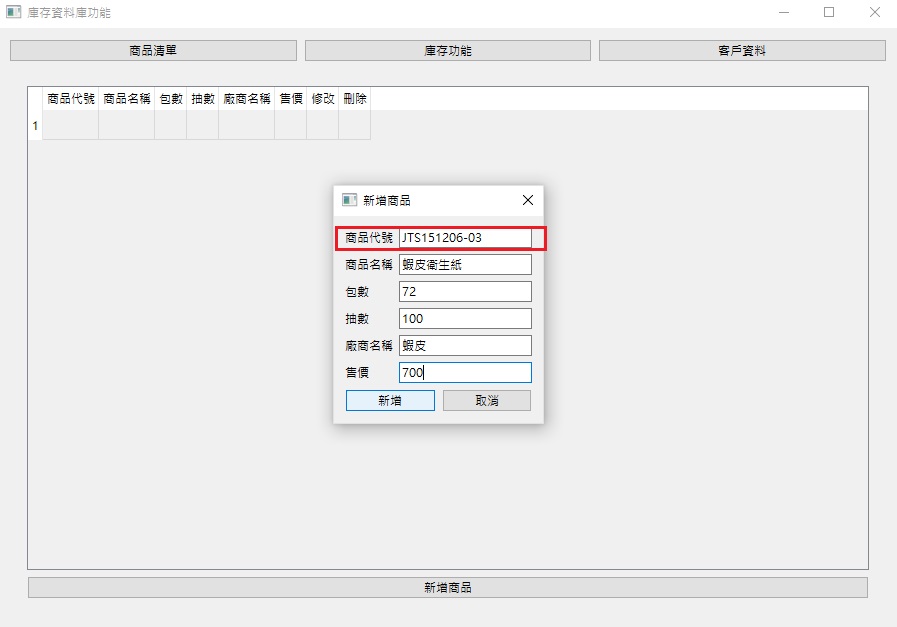 庫存資料庫功能
商品清單 庫存功能 客戶資料
商品代號 商品名稱 包數 抽數 廠商名稱 售價 修改 刪除
1
新增商品
商品代號 JTS151206-03
商品名稱 蝦皮衛生紙
包數 72
抽數 100
廠商名稱 蝦皮
售價 700
新增 取消
新增商品